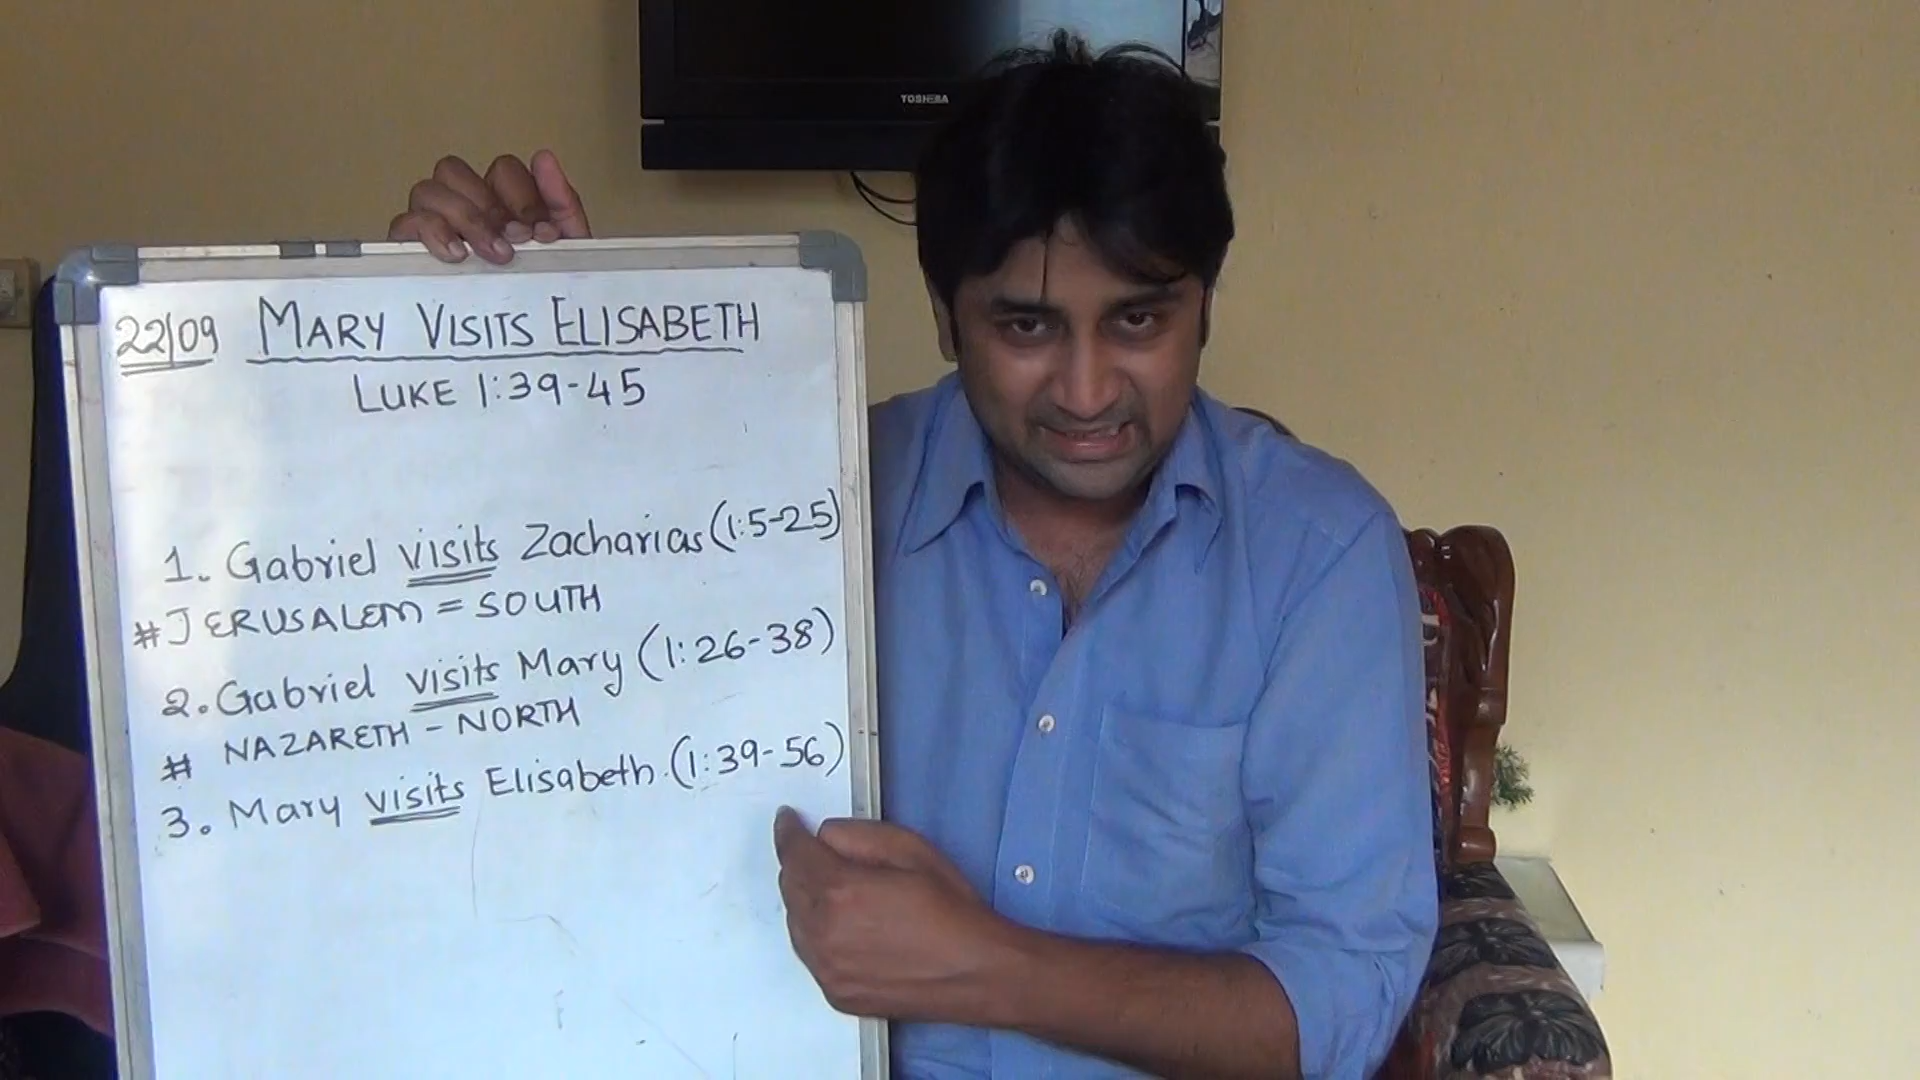 TOSHIBA
22/09 MARY VISITS ELISABETH
LUKE 1:39-45
1. Gabriel visits Zacharias (1:5-25)
# JERUSALEM = SOUTH
2. Gabriel visits Mary (1:26-38)
# NAZARETH - NORTH
3. Mary visits Elisabeth. (1:39-56)